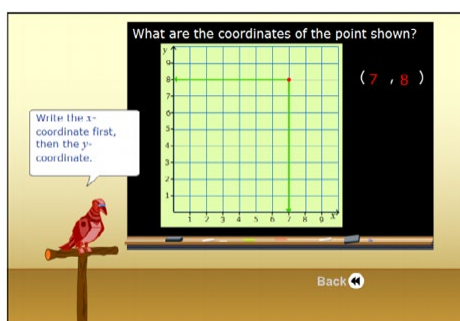 What are the coordinates of the point shown?
y
9
8
7
6
5
4
3
2
1
1 2 3 4 5 6 7 8 9 x
( 7 , 8 )
Write the x-
coordinate first,
then the y-
coordinate.
Back